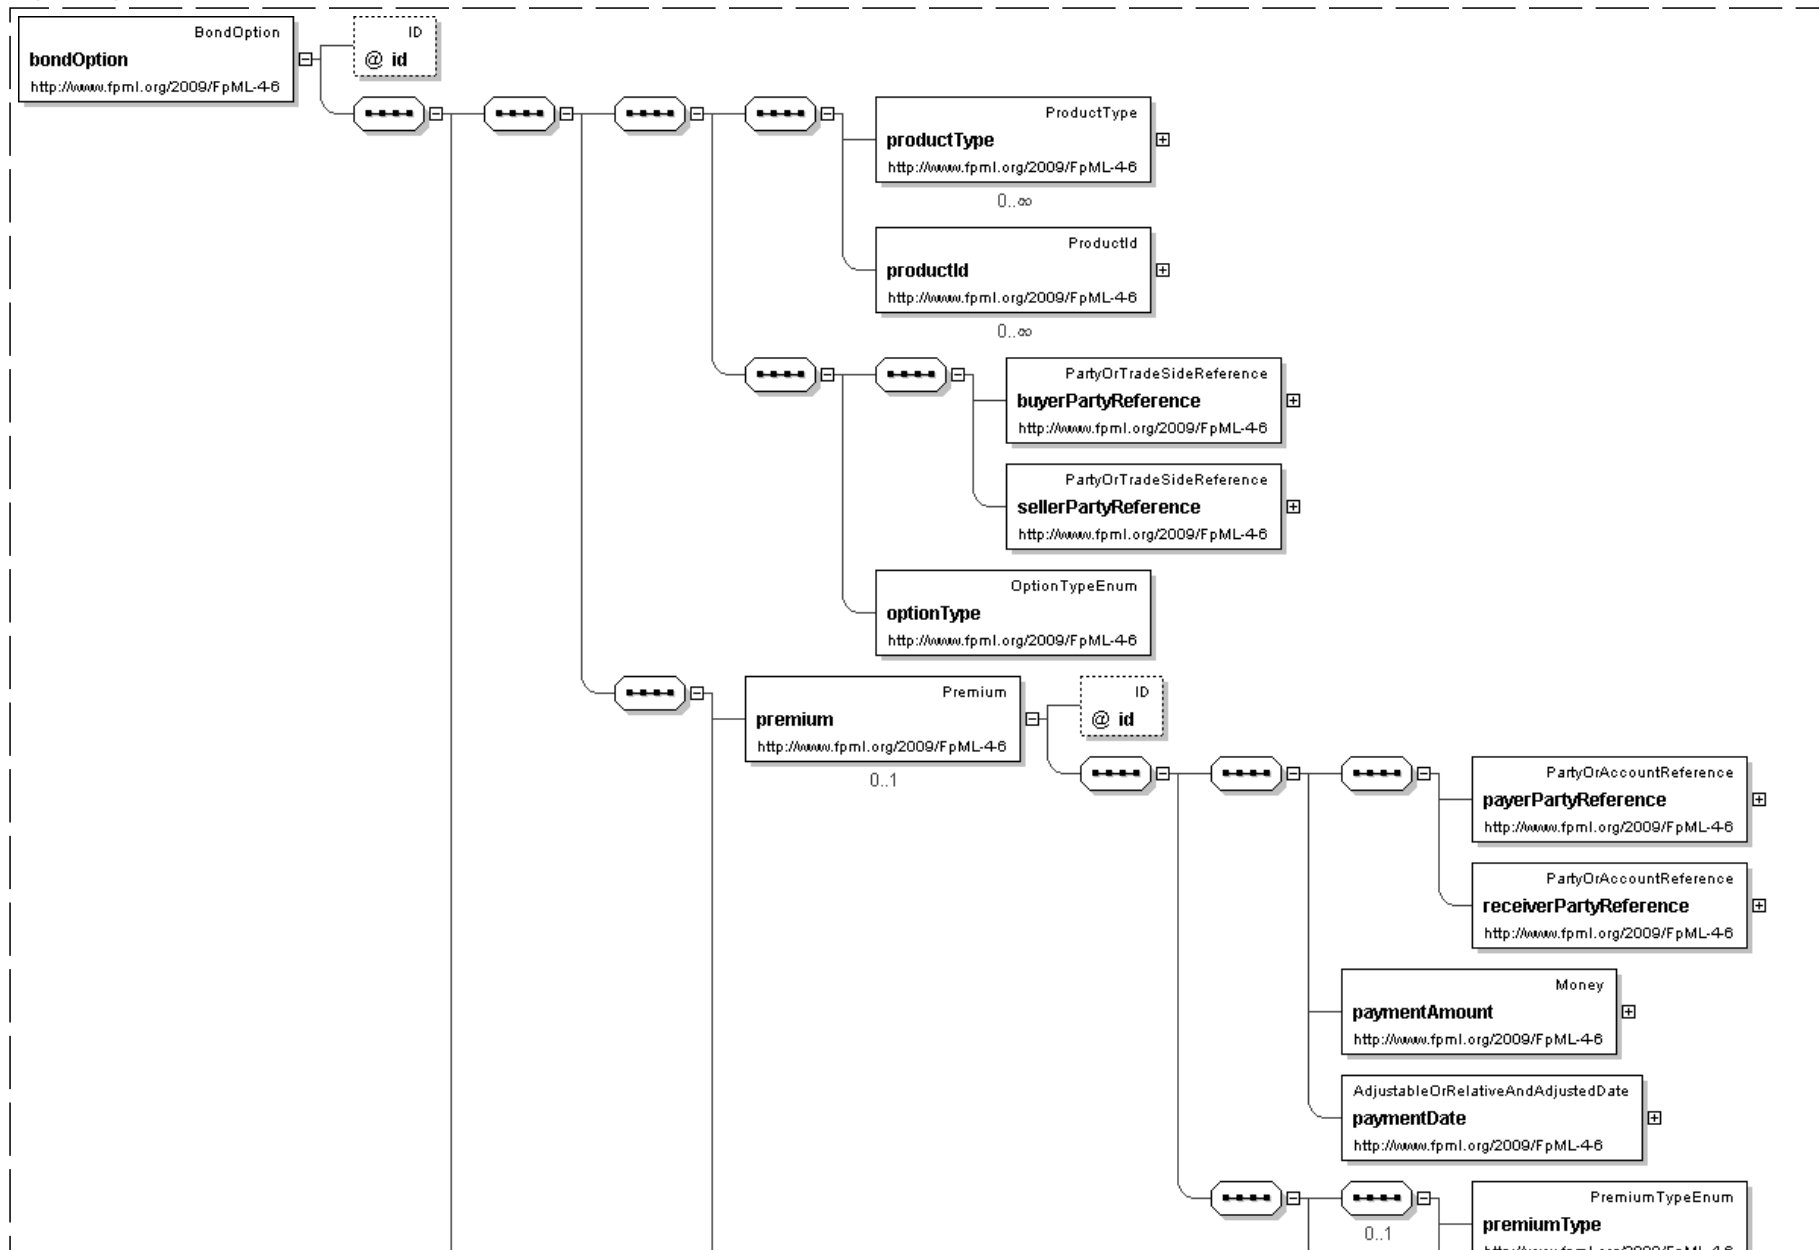 BondOption
bondOption
http://www.fpml.org/2009/FpML-4-6
ID
@ id
ProductType
productType
http://www.fpml.org/2009/FpML-4-6
0..∞
ProductId
productId
http://www.fpml.org/2009/FpML-4-6
0..∞
PartyOrTradeSideReference
buyerPartyReference
http://www.fpml.org/2009/FpML-4-6
PartyOrTradeSideReference
sellerPartyReference
http://www.fpml.org/2009/FpML-4-6
OptionTypeEnum
optionType
http://www.fpml.org/2009/FpML-4-6
Premium
premium
http://www.fpml.org/2009/FpML-4-6
0..1
ID
@ id
PartyOrAccountReference
payerPartyReference
http://www.fpml.org/2009/FpML-4-6
PartyOrAccountReference
receiverPartyReference
http://www.fpml.org/2009/FpML-4-6
Money
paymentAmount
http://www.fpml.org/2009/FpML-4-6
AdjustableOrRelativeAndAdjustedDate
paymentDate
http://www.fpml.org/2009/FpML-4-6
0..1
PremiumTypeEnum
premiumType